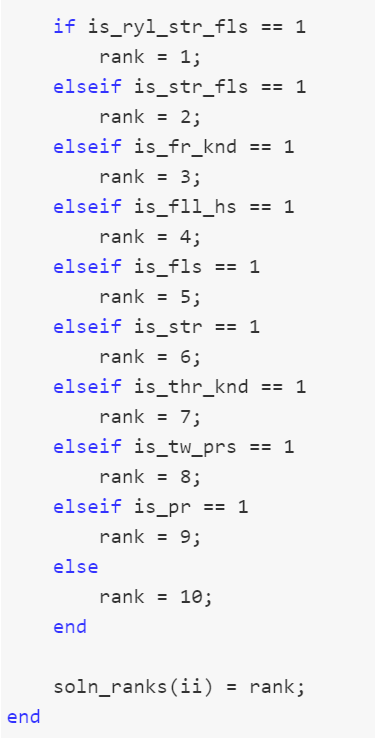 if is_ryl_str_fls == 1
        rank = 1;
    elseif is_str_fls == 1
        rank = 2;
    elseif is_fr_knd == 1
        rank = 3;
    elseif is_fll_hs == 1
        rank = 4;
    elseif is_fls == 1
        rank = 5;
    elseif is_str == 1
        rank = 6;
    elseif is_thr_knd == 1
        rank = 7;
    elseif is_tw_prs == 1
        rank = 8;
    elseif is_pr == 1
        rank = 9;
    else
        rank = 10;
    end

    soln_ranks(ii) = rank;
end